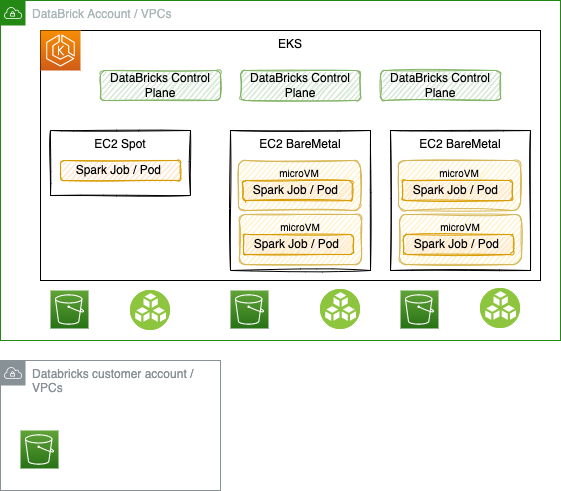 DataBrick Account / VPCs
EKS
DataBricks Control
Plane
DataBricks Control
Plane
DataBricks Control
Plane
EC2 Spot
Spark Job / Pod
EC2 BareMetal
microVM
Spark Job / Pod
microVM
Spark Job / Pod
EC2 BareMetal
microVM
Spark Job / Pod
microVM
Spark Job / Pod
Databricks customer account /
VPCs